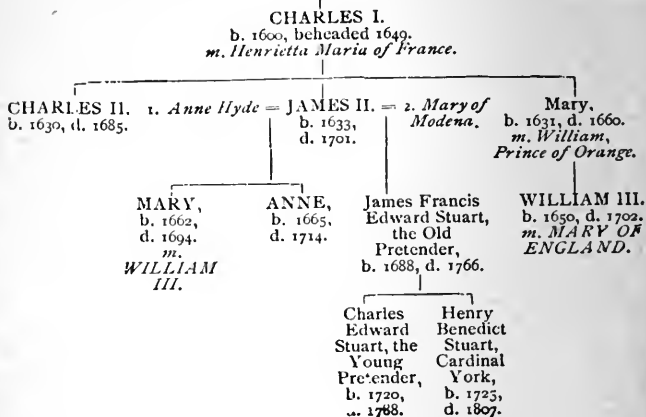 CHARLES I.
b. 1600, beheaded 1649.
m. Henrietta Maria of France.
CHARLES II.
b. 1630, d. 1685.
1. Anne Hyde = JAMES II. = 2. Mary of
Modena.
b. 1633,
d. 1701.
Mary,
b. 1631, d. 1660.
m. William,
Prince of Orange.
MARY,
b. 1662,
d. 1694.
m.
WILLIAM
III.
ANNE,
b. 1665,
d. 1714.
James Francis
Edward Stuart,
the Old
Pretender,
b. 1688, d. 1766.
WILLIAM III.
b. 1650, d. 1702.
m. MARY OF
ENGLAND.
Charles
Edward
Stuart, the
Young
Pretender,
b. 1720,
d. 1788.
Henry
Benedict
Stuart,
Cardinal
York,
b. 1725,
d. 1807.